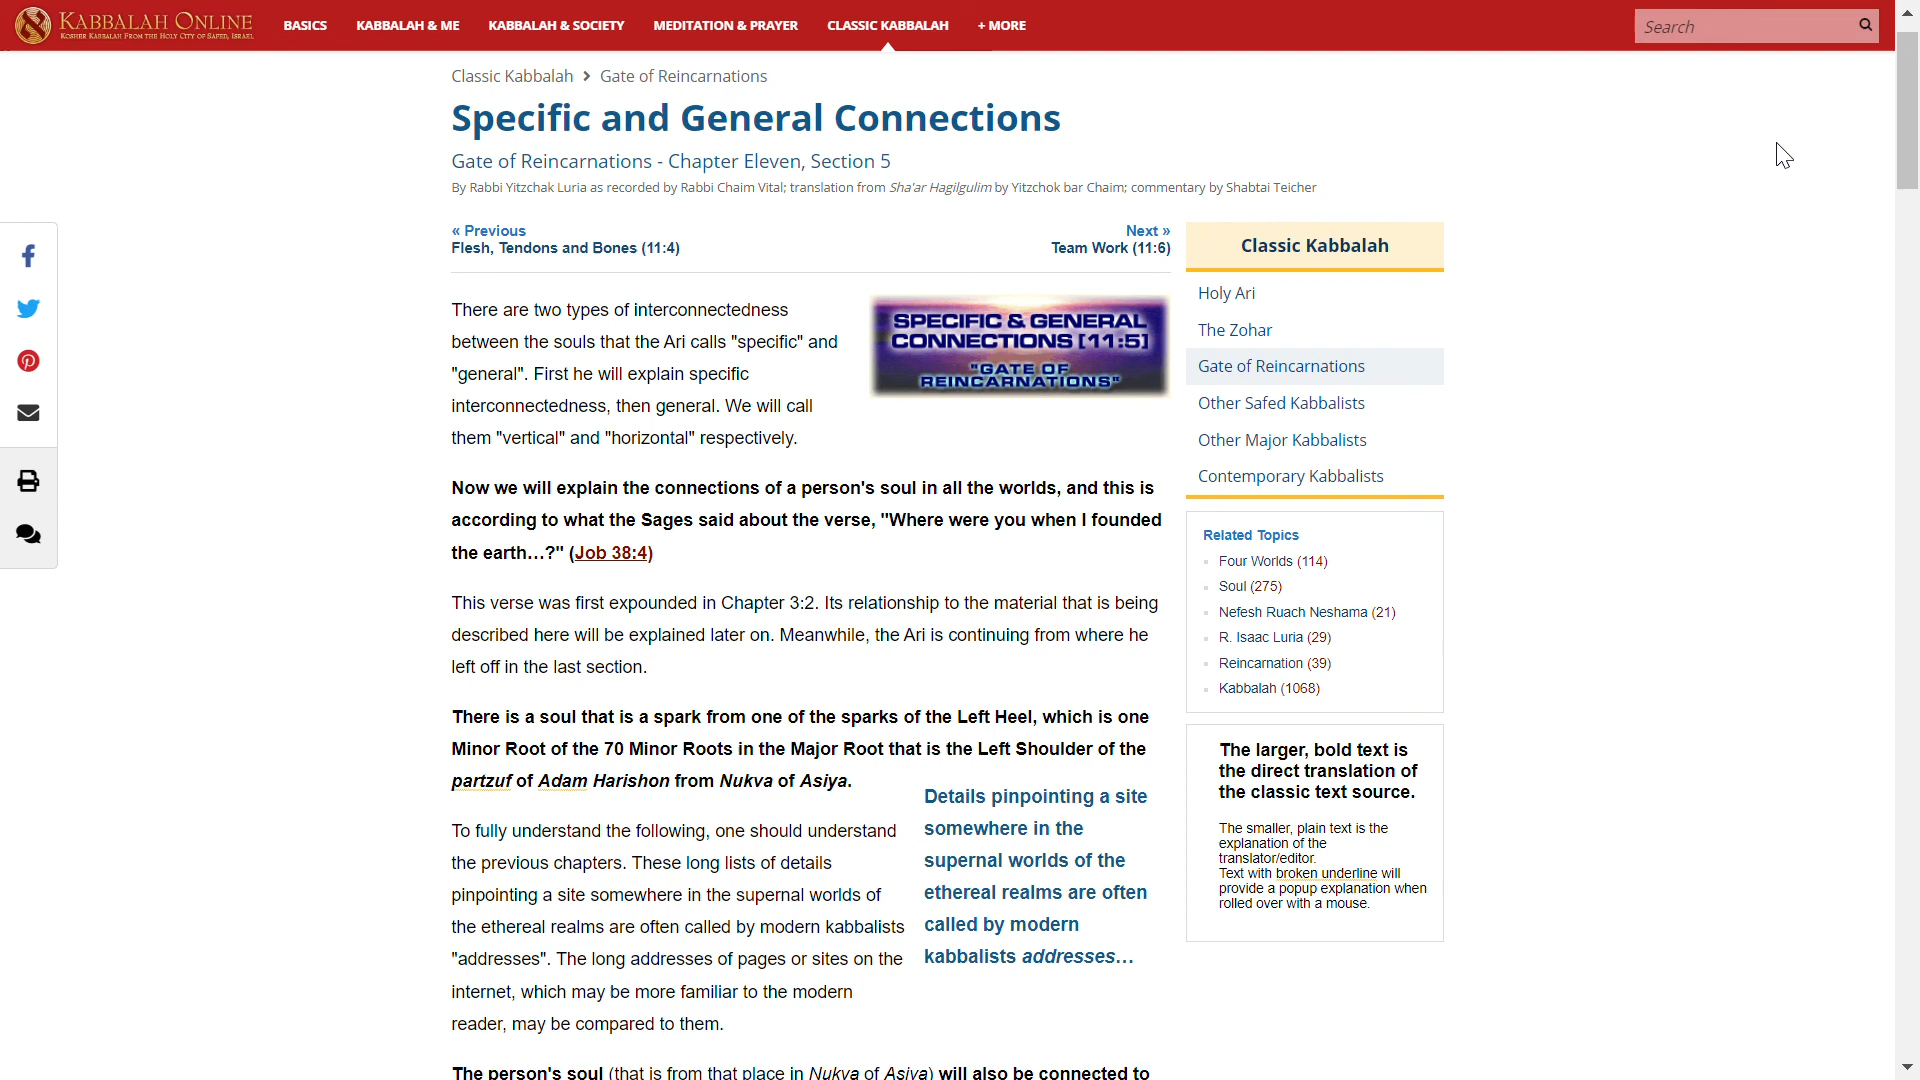 KABBALAH ONLINE
KOSHER KABBALAH FROM THE HOLY CITY OF SAFED, ISRAEL
BASICS
KABBALAH & ME
KABBALAH & SOCIETY
MEDITATION & PRAYER
CLASSIC KABBALAH
+ MORE
Search
Classic Kabbalah > Gate of Reincarnations
Specific and General Connections
Gate of Reincarnations - Chapter Eleven, Section 5
By Rabbi Yitzchak Luria as recorded by Rabbi Chaim Vital; translation from Sha'ar Hagilgulim by Yitzchok bar Chaim; commentary by Shabtai Teicher
« Previous
Flesh, Tendons and Bones (11:4)
Next »
Team Work (11:6)
There are two types of interconnectedness
between the souls that the Ari calls "specific" and
"general". First he will explain specific
interconnectedness, then general. We will call
them "vertical" and "horizontal" respectively.
SPECIFIC & GENERAL
CONNECTIONS [11:5]
"GATE OF
REINCARNATIONS"
Now we will explain the connections of a person's soul in all the worlds, and this is
according to what the Sages said about the verse, "Where were you when I founded
the earth…?" (Job 38:4)
This verse was first expounded in Chapter 3:2. Its relationship to the material that is being
described here will be explained later on. Meanwhile, the Ari is continuing from where he
left off in the last section.
There is a soul that is a spark from one of the sparks of the Left Heel, which is one
Minor Root of the 70 Minor Roots in the Major Root that is the Left Shoulder of the
partzuf of Adam Harishon from Nukva of Asiya.
To fully understand the following, one should understand
the previous chapters. These long lists of details
pinpointing a site somewhere in the supernal worlds of
the ethereal realms are often called by modern kabbalists
"addresses". The long addresses of pages or sites on the
internet, which may be more familiar to the modern
reader, may be compared to them.
Details pinpointing a site
somewhere in the
supernal worlds of the
ethereal realms are often
called by modern
kabbalists addresses…
The person's soul (that is from that place in Nukva of Asiya) will also be connected to
Classic Kabbalah
Holy Ari
The Zohar
Gate of Reincarnations
Other Safed Kabbalists
Other Major Kabbalists
Contemporary Kabbalists
Related Topics
Four Worlds (114)
Soul (275)
Nefesh Ruach Neshama (21)
R. Isaac Luria (29)
Reincarnation (39)
Kabbalah (1068)
The larger, bold text is
the direct translation of
the classic text source.
The smaller, plain text is the
explanation of the
translator/editor.
Text with broken underline will
provide a popup explanation when
rolled over with a mouse.